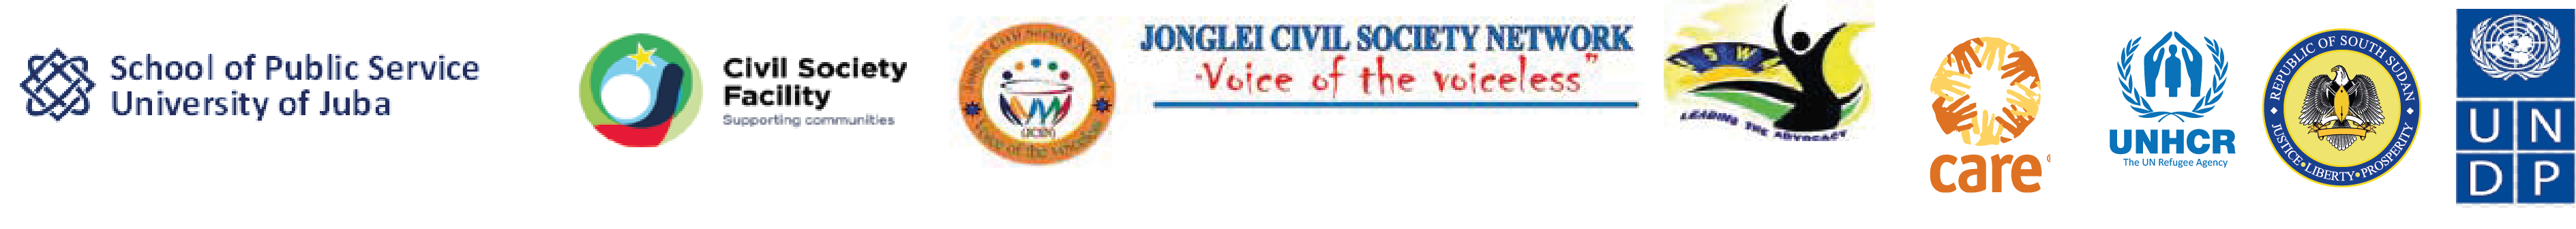 School of Public Service
University of Juba
Civil Society
Facility
Supporting communities
Jonglei Civil Society Network
Voice of the voiceless
(JCSN)
JONGLEI CIVIL SOCIETY NETWORK
"Voice of the voiceless"
LEADING THE ADVOCACY
care
UNHCR
The UN Refugee Agency
REPUBLIC OF SOUTH SUDAN
JUSTICE • LIBERTY • PROSPERITY
U N
D P